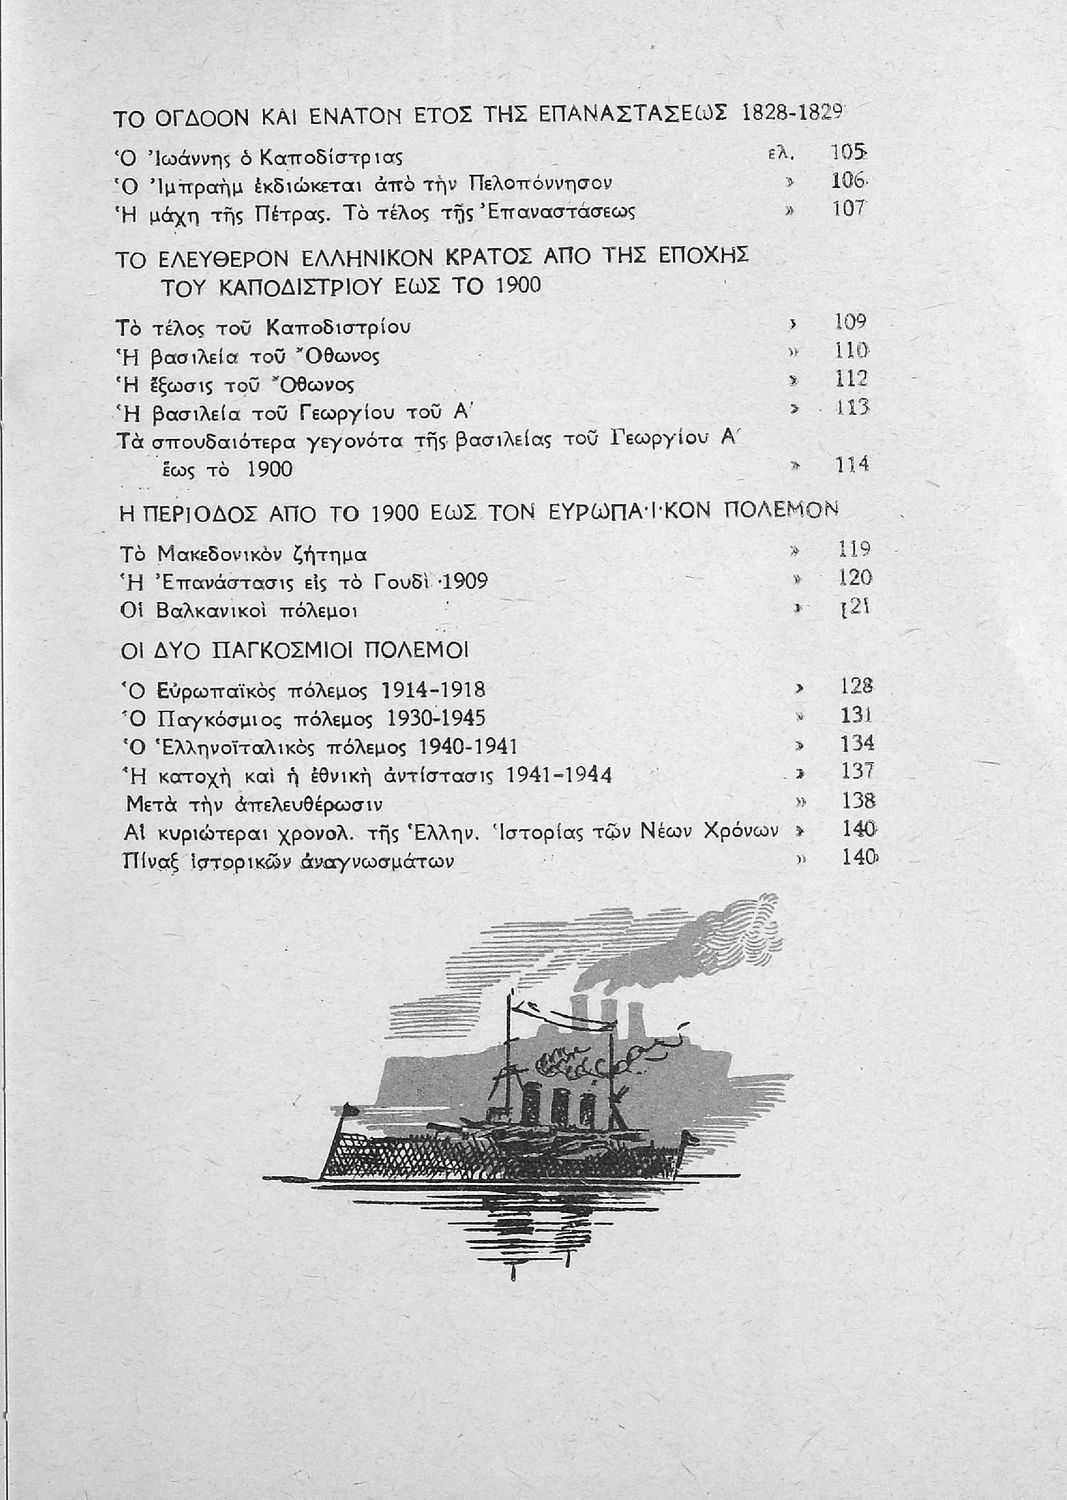 ΤΟ ΟΓΔΟΟΝ ΚΑΙ ΕΝΑΤΟΝ ΕΤΟΣ ΤΗΣ ΕΠΑΝΑΣΤΑΣΕΩΣ 1828-1829
Ὁ Ἰωάννης ὁ Καποδίστριας ελ. 105
Ὁ Ἰμπραὴμ ἐκδιώκεται ἀπὸ τὴν Πελοπόννησον » 106
Ἡ μάχη τῆς Πέτρας. Τὸ τέλος τῆς Ἐπαναστάσεως » 107
ΤΟ ΕΛΕΥΘΕΡΟΝ ΕΛΛΗΝΙΚΟΝ ΚΡΑΤΟΣ ΑΠΟ ΤΗΣ ΕΠΟΧΗΣ
ΤΟΥ ΚΑΠΟΔΙΣΤΡΙΟΥ ΕΩΣ ΤΟ 1900
Τὸ τέλος τοῦ Καποδιστρίου » 109
Ἡ βασιλεία τοῦ Ὄθωνος » 110
Ἡ ἔξωσις τοῦ Ὄθωνος » 112
Ἡ βασιλεία τοῦ Γεωργίου τοῦ Α΄ » 113
Τὰ σπουδαιότερα γεγονότα τῆς βασιλείας τοῦ Γεωργίου Α΄
ἕως τὸ 1900 » 114
Η ΠΕΡΙΟΔΟΣ ΑΠΟ ΤΟ 1900 ΕΩΣ ΤΟΝ ΕΥΡΩΠΑ·Ι·ΚΟΝ ΠΟΛΕΜΟΝ
Τὸ Μακεδονικὸν ζήτημα » 119
Ἡ Ἐπανάστασις εἰς τὸ Γουδὶ 1909 » 120
Οἱ Βαλκανικοὶ πόλεμοι » 121
ΟΙ ΔΥΟ ΠΑΓΚΟΣΜΙΟΙ ΠΟΛΕΜΟΙ
Ὁ Εὐρωπαϊκὸς πόλεμος 1914-1918 » 128
Ὁ Παγκόσμιος πόλεμος 1930-1945 » 131
Ὁ Ἑλληνοϊταλικὸς πόλεμος 1940-1941 » 134
Ἡ κατοχὴ καὶ ἡ ἐθνικὴ ἀντίστασις 1941-1944 » 137
Μετὰ τὴν ἀπελευθέρωσιν » 138
Αἱ κυριώτεραι χρονολ. τῆς Ἑλλην. Ἱστορίας τῶν Νέων Χρόνων » 140
Πίναξ ἱστορικῶν ἀναγνωσμάτων » 140